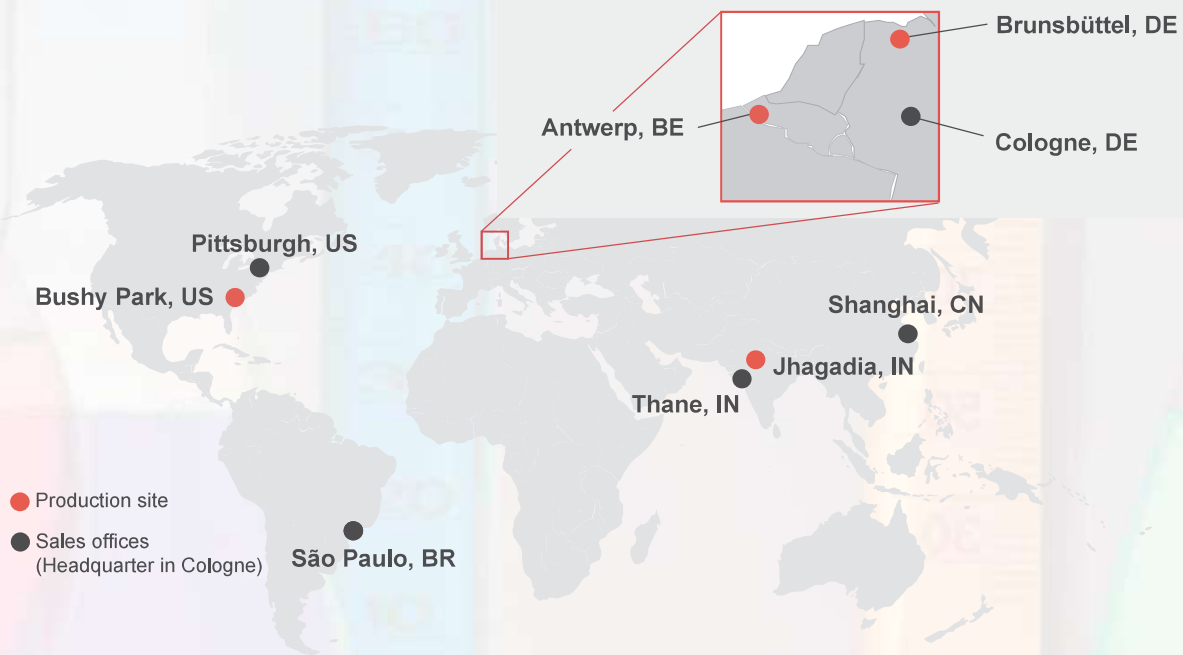 Brunsbüttel, DE
Antwerp, BE
Cologne, DE
Pittsburgh, US
Bushy Park, US
Shanghai, CN
Jhagadia, IN
Thane, IN
Production site
Sales offices
(Headquarter in Cologne)
São Paulo, BR